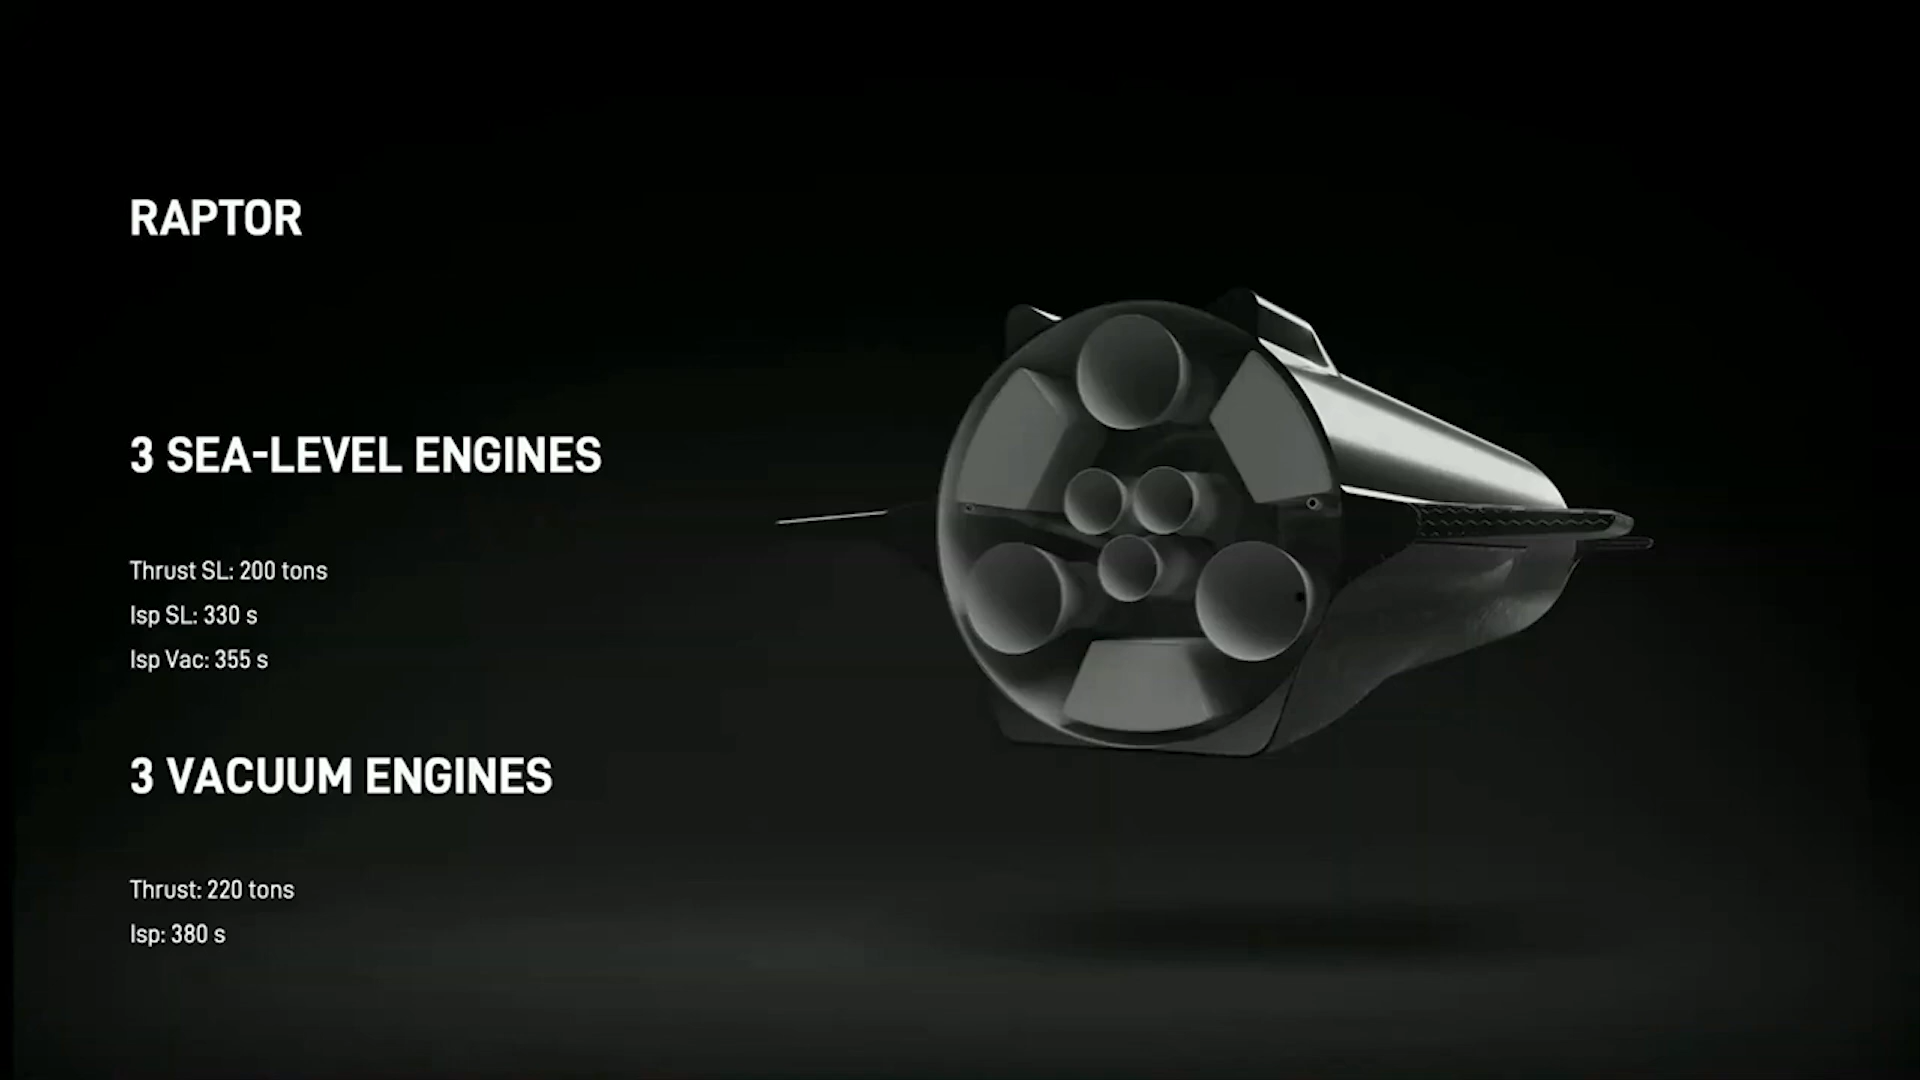 RAPTOR
3 SEA-LEVEL ENGINES
Thrust SL: 200 tons
Isp SL: 330 s
Isp Vac: 355 s
3 VACUUM ENGINES
Thrust: 220 tons
Isp: 380 s